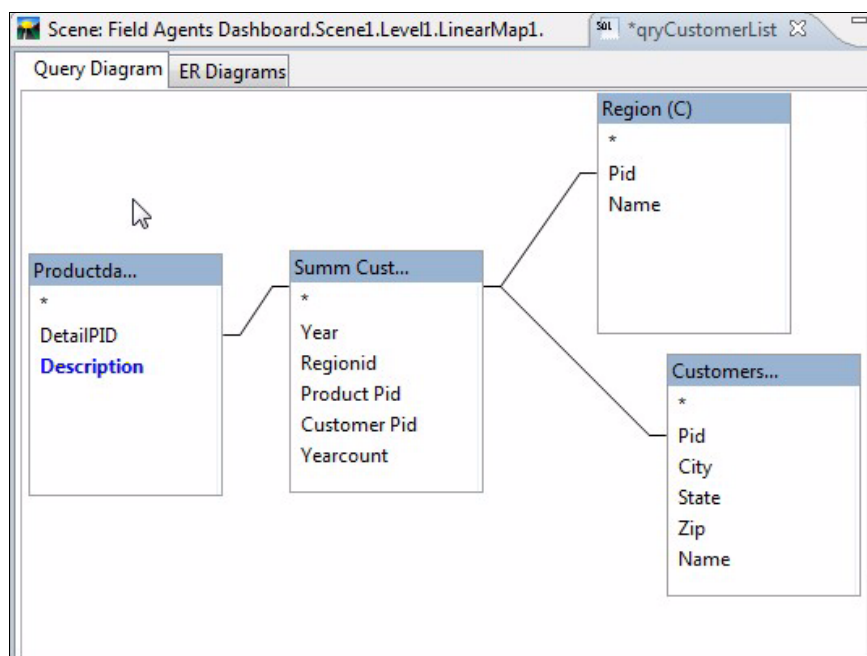 Scene: Field Agents Dashboard.Scene1.Level1.LinearMap1.
SQL *qryCustomerList
Query Diagram ER Diagrams
Region (C)
*
Pid
Name
Productda...
*
DetailPID
Description
Summ Cust...
*
Year
Regionid
Product Pid
Customer Pid
Yearcount
Customers...
*
Pid
City
State
Zip
Name